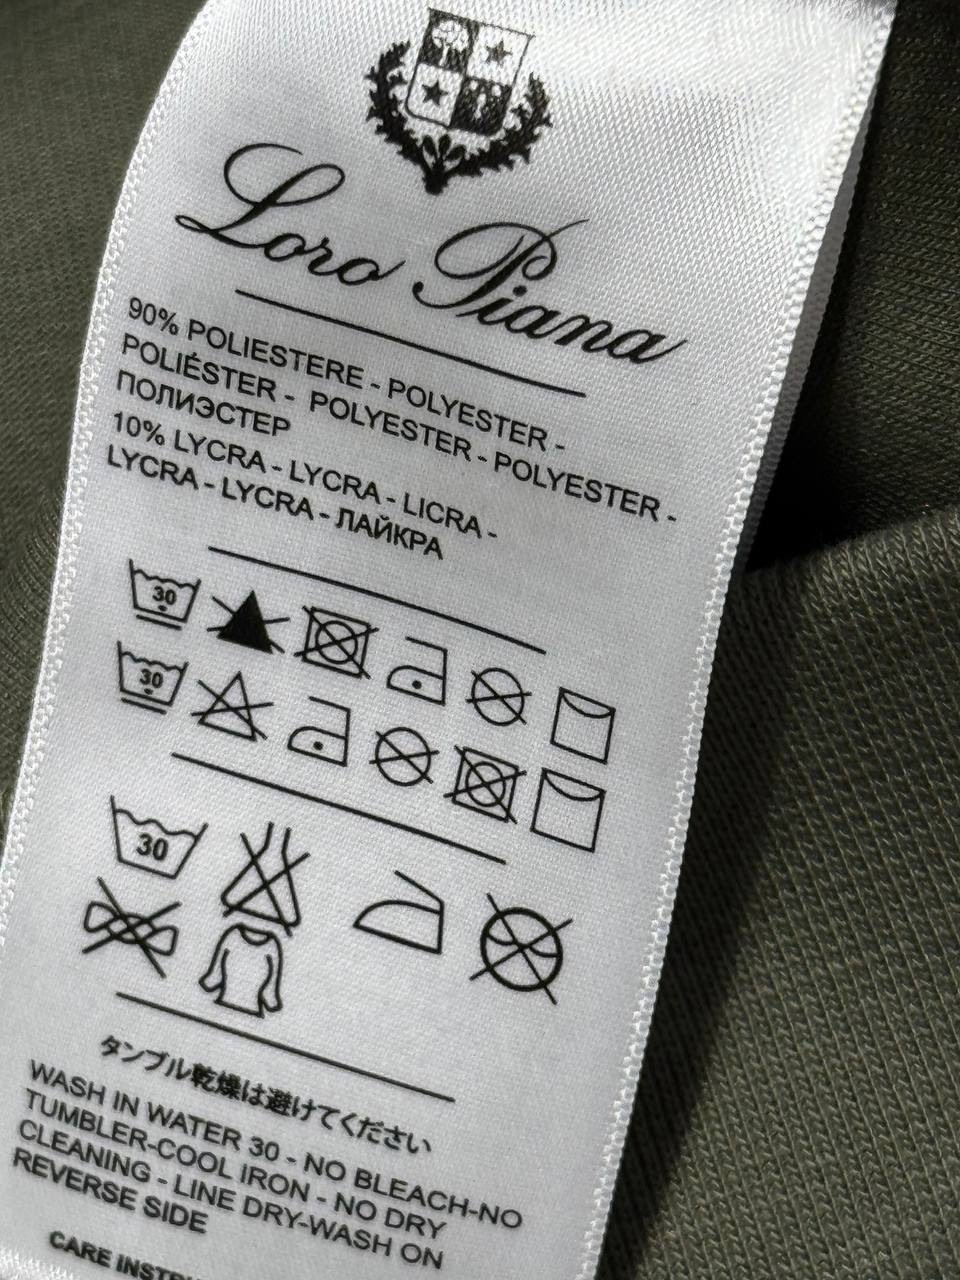 Loro Piana
90% POLIESTERE - POLYESTER -
POLIÉSTER - POLYESTER - POLYESTER -
ПОЛИЭСТЕР
10% LYCRA - LYCRA - LICRA -
LYCRA - LYCRA - ЛАЙКРА
30
30
30
タンブル乾燥は避けてください
WASH IN WATER 30 - NO BLEACH-NO
TUMBLER-COOL IRON - NO DRY
CLEANING - LINE DRY-WASH ON
REVERSE SIDE
CARE